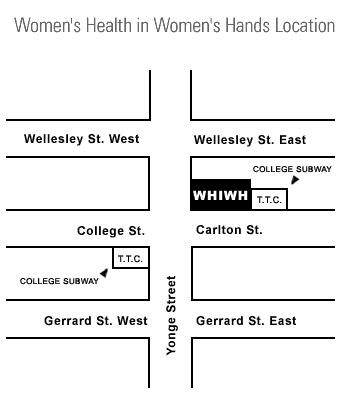 Women's Health in Women's Hands Location
Wellesley St. West
Wellesley St. East
COLLEGE SUBWAY
WHIWH
T.T.C.
College St.
Carlton St.
T.T.C.
COLLEGE SUBWAY
Yonge Street
Gerrard St. West
Gerrard St. East